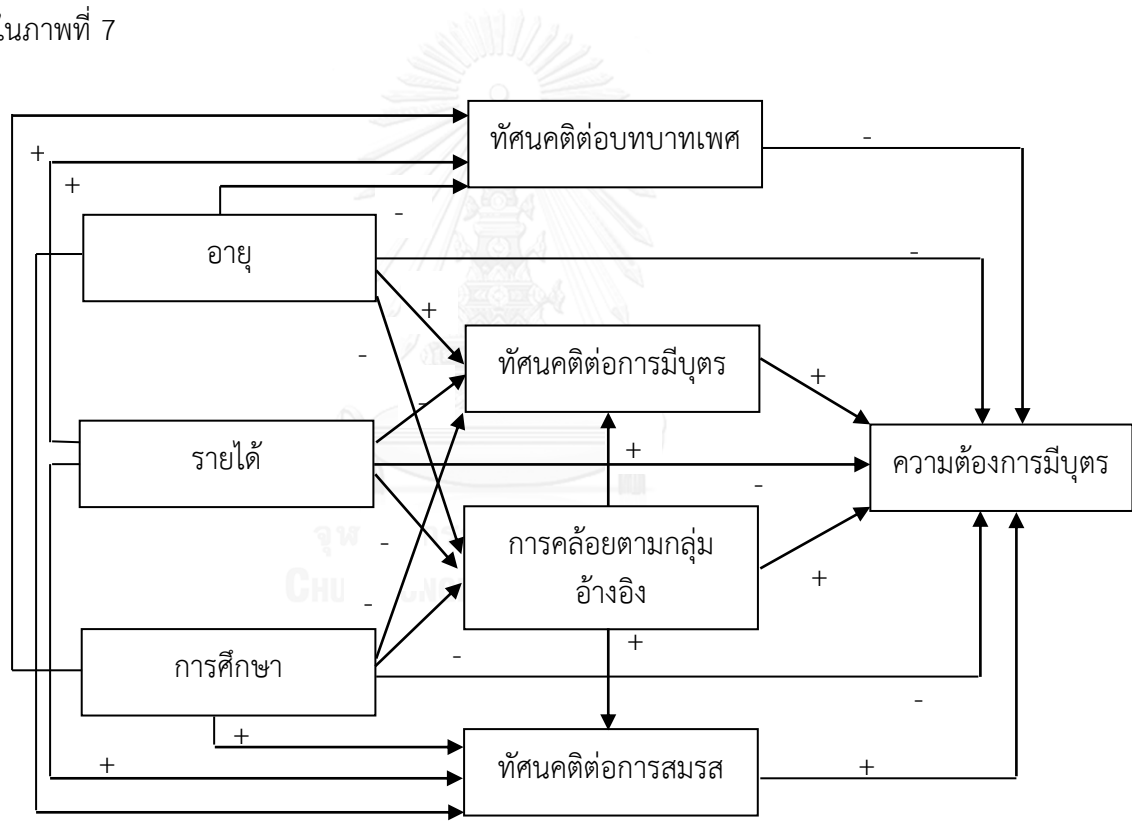 ในภาพที่ 7
ทัศนคติต่อบทบาทเพศ
-
+
+
-
อายุ
-
+
-
ทัศนคติต่อการมีบุตร
+
-
รายได้
+
ความต้องการมีบุตร
-
การคล้อยตามกลุ่ม
อ้างอิง
จุฬ
-
CHU
+
-
การศึกษา
+
-
-
+
ทัศนคติต่อการสมรส
+
+